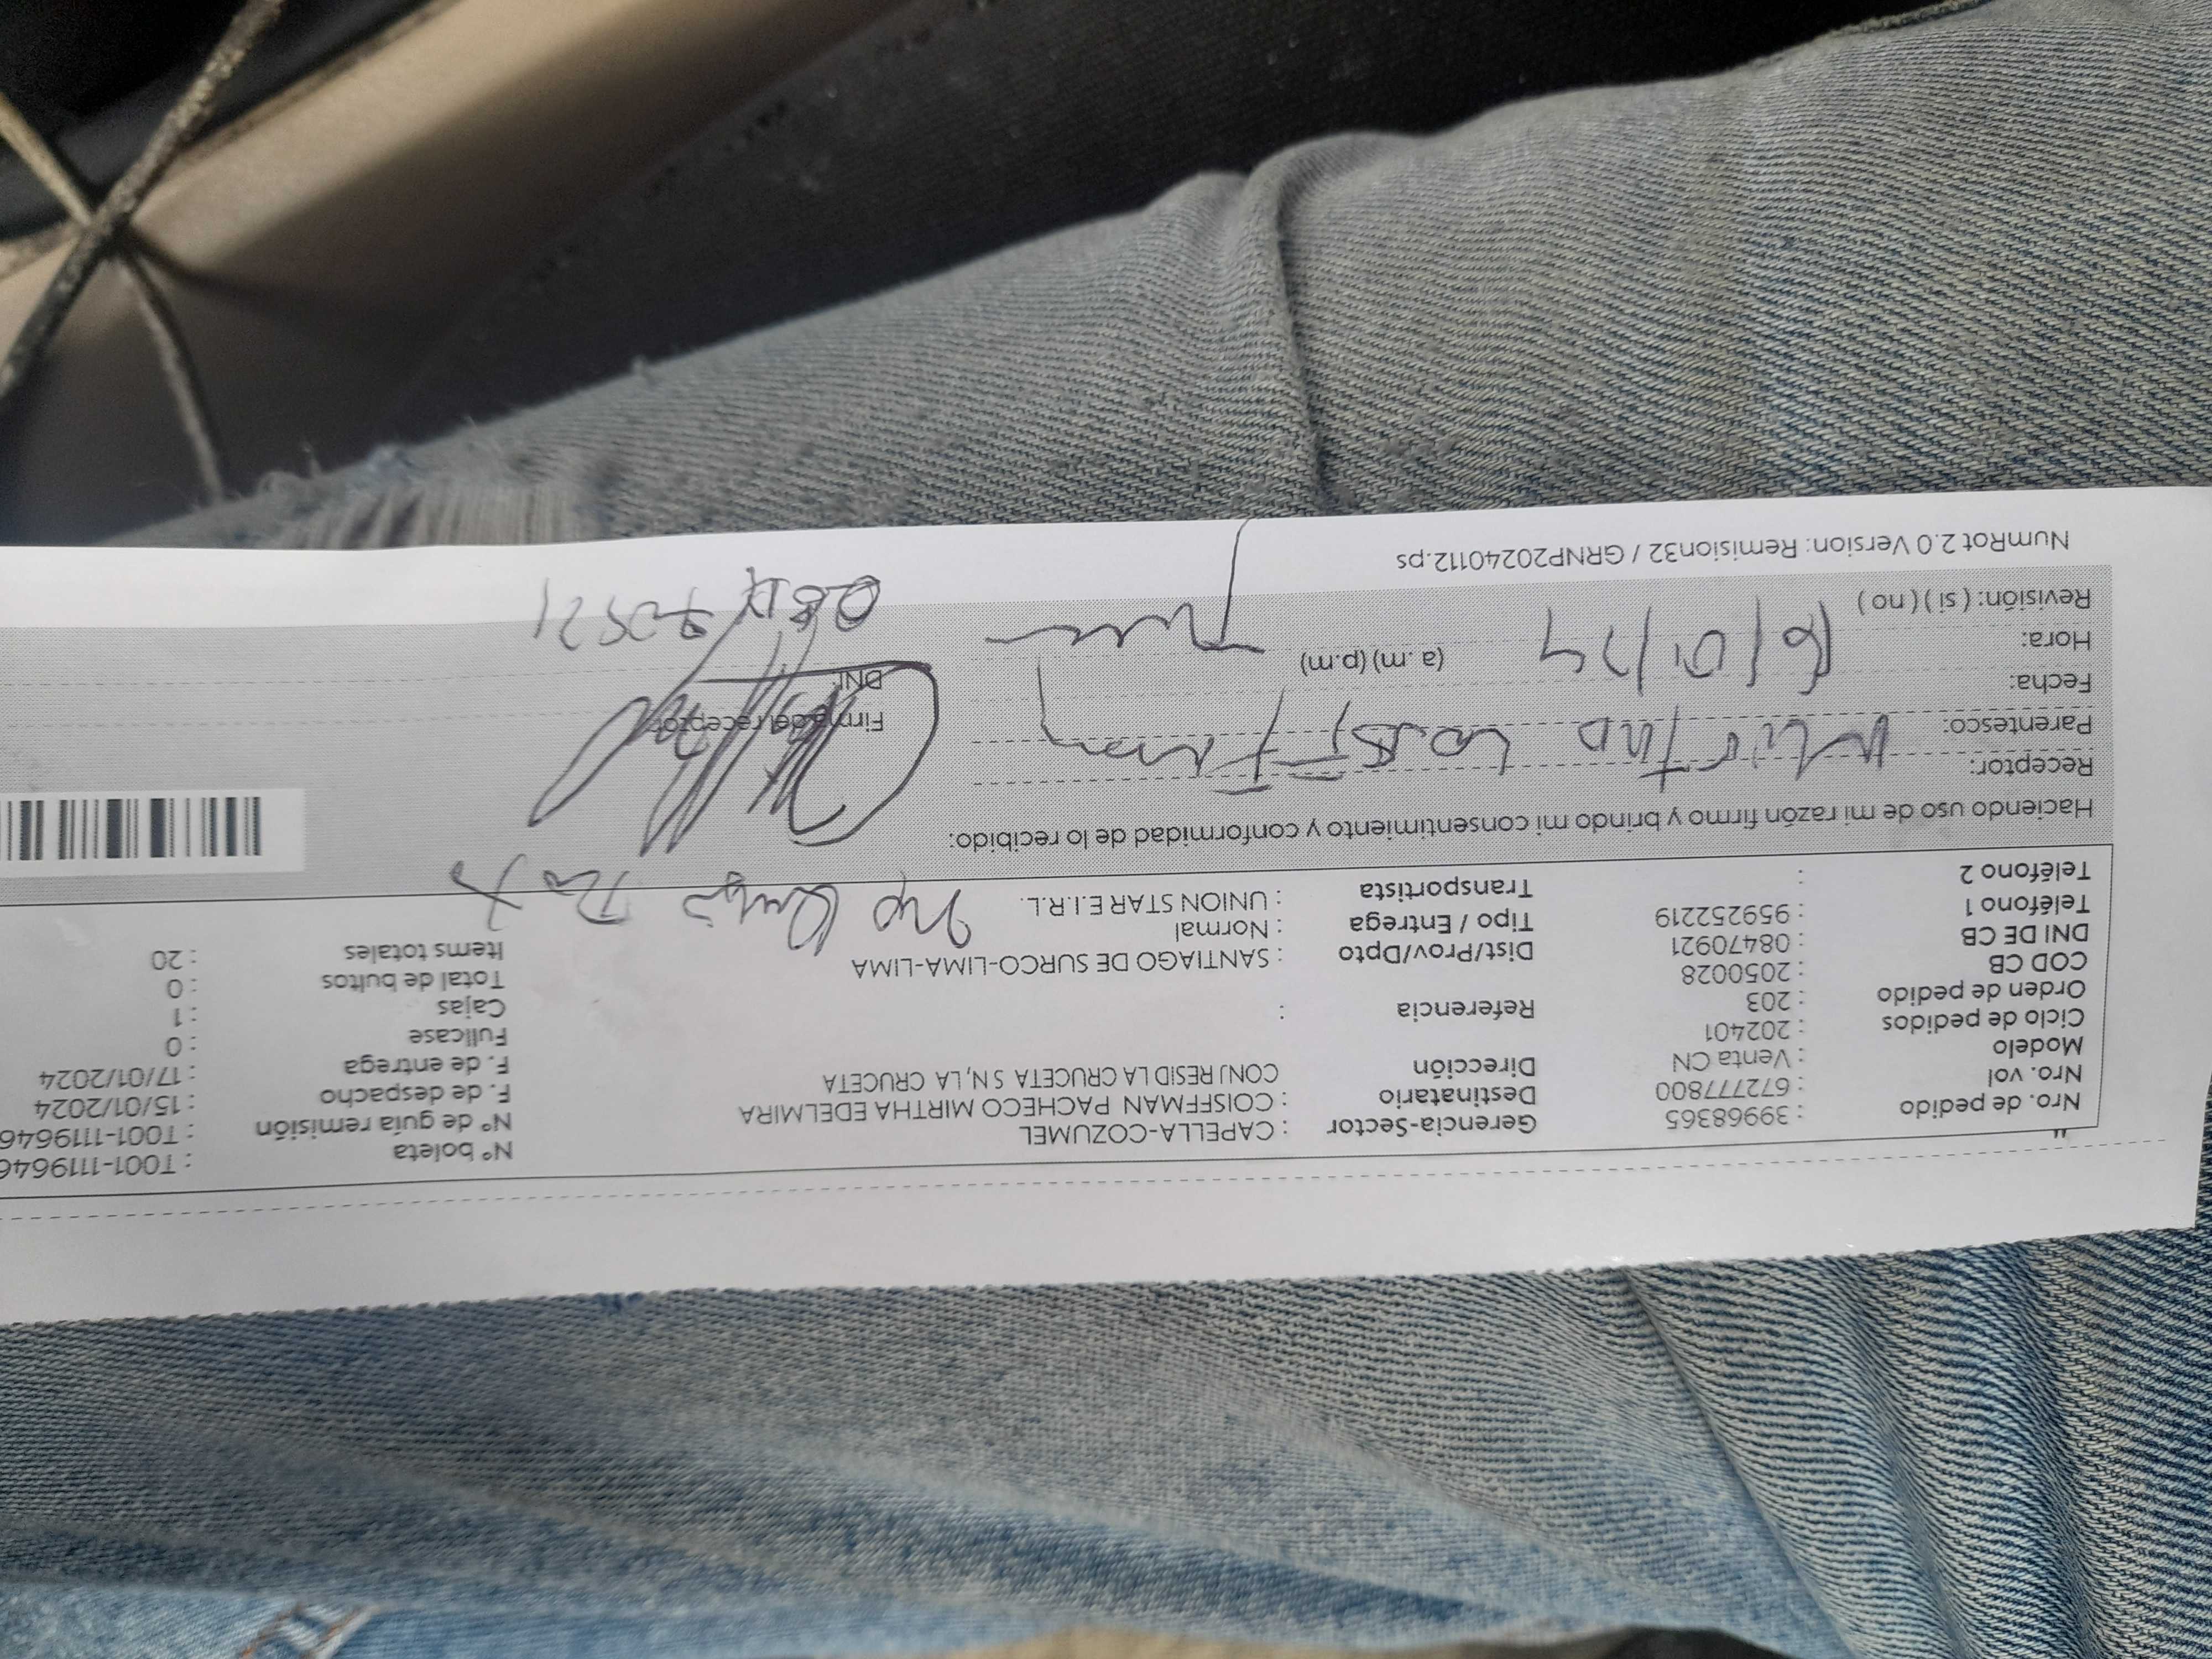 Nro. de pedido : 39968365
Nro. vol : 672777800
Modelo : Venta CN
Ciclo de pedidos : 202401
Orden de pedido : 203
COD CB : 2050028
DNI DE CB : 08470921
Teléfono 1 : 959252219
Teléfono 2 :
Gerencia-Sector : CAPELLA-COZUMEL
Destinatario : COISFFMAN PACHECO MIRTHA EDELMIRA
Dirección CONJ RESID LA CRUCETA SN, LA CRUCETA
Referencia :
Dist/Prov/Dpto : SANTIAGO DE SURCO-LIMA-LIMA
Tipo / Entrega : Normal
Transportista : UNION STAR E.I.R.L.
N° boleta : T001-1119646
N° de guía remisión : T001-1119646
F. de despacho : 15/01/2024
F. de entrega : 17/01/2024
Fullcase : 0
Cajas : 1
Total de bultos : 0
Items totales : 20
Haciendo uso de mi razón firmo y brindo mi consentimiento y conformidad de lo recibido:
Receptor:
Parentesco:
Fecha:
Hora: (a.m) (p.m)
Revisión: ( si ) ( no )
Firma del receptor
DNI:
16/01/24
NumRot 2.0 Version: Remision32 / GRNP20240112.ps